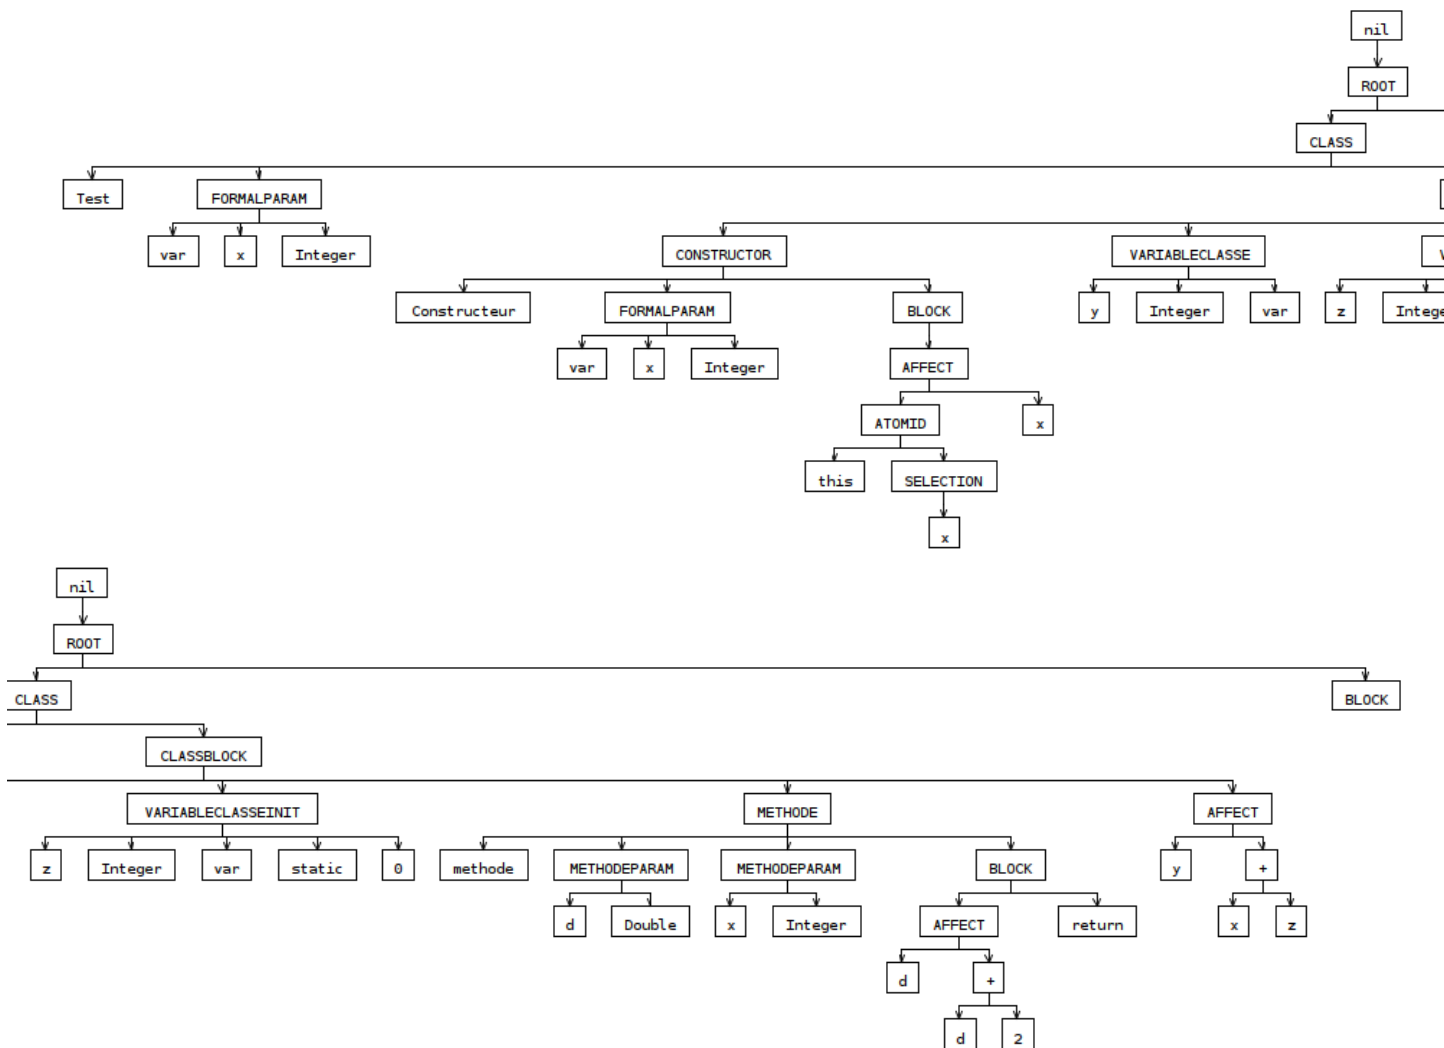 nil
ROOT
CLASS
Test FORMALPARAM
var x Integer CONSTRUCTOR VARIABLECLASSE V
Constructeur FORMALPARAM BLOCK y Integer var z Intege
var x Integer AFFECT
ATOMID x
this SELECTION
x
nil
ROOT
CLASS BLOCK
CLASSBLOCK
VARIABLECLASSEINIT METHODE AFFECT
z Integer var static 0 methode METHODEPARAM METHODEPARAM BLOCK y +
d Double x Integer AFFECT return x z
d +
d 2